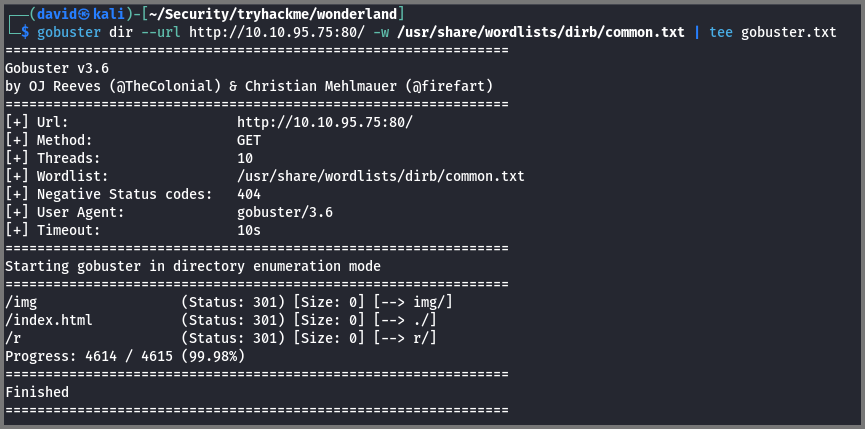 ┌──(david㉿kali)-[~/Security/tryhackme/wonderland]
└─$ gobuster dir --url http://10.10.95.75:80/ -w /usr/share/wordlists/dirb/common.txt | tee gobuster.txt
===============================================================
Gobuster v3.6
by OJ Reeves (@TheColonial) & Christian Mehlmauer (@firefart)
===============================================================
[+] Url:                     http://10.10.95.75:80/
[+] Method:                  GET
[+] Threads:                 10
[+] Wordlist:                /usr/share/wordlists/dirb/common.txt
[+] Negative Status codes:   404
[+] User Agent:              gobuster/3.6
[+] Timeout:                 10s
===============================================================
Starting gobuster in directory enumeration mode
===============================================================
/img                  (Status: 301) [Size: 0] [--> img/]
/index.html           (Status: 301) [Size: 0] [--> ./]
/r                    (Status: 301) [Size: 0] [--> r/]
Progress: 4614 / 4615 (99.98%)
===============================================================
Finished
===============================================================